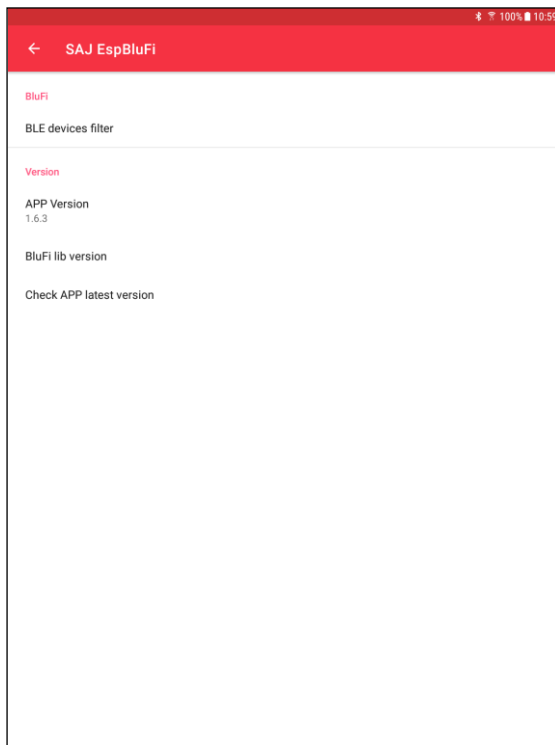 100% 10:59
SAJ EspBluFi
BluFi
BLE devices filter
Version
APP Version
1.6.3
BluFi lib version
Check APP latest version